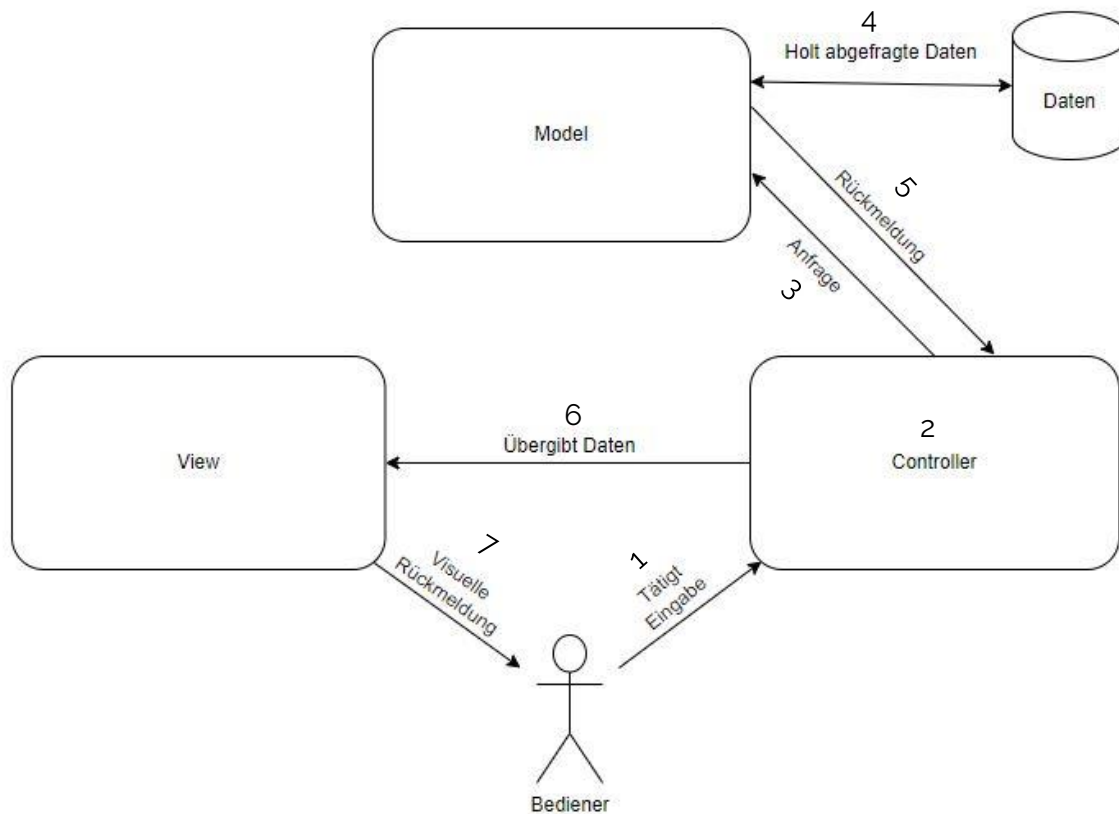 4
Holt abgefragte Daten
Daten
Model
5
Rückmeldung
Anfrage
3
6
Übergibt Daten
View
2
Controller
7
Visuelle
Rückmeldung
1
Tätigt
Eingabe
Bediener